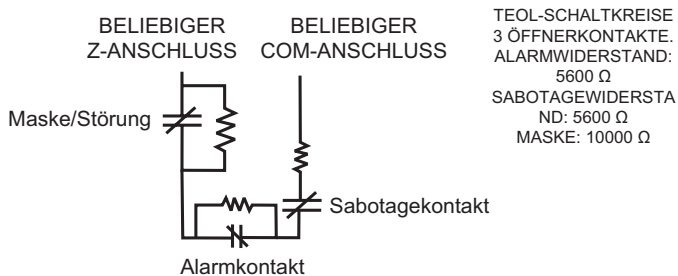 BELIEBIGER
Z-ANSCHLUSS
BELIEBIGER
COM-ANSCHLUSS
TEOL-SCHALTKREISE
3 ÖFFNERKONTAKTE.
ALARMWIDERSTAND:
5600 Ω
SABOTAGEWIDERSTA
ND: 5600 Ω
MASKE: 10000 Ω
Maske/Störung
Sabotagekontakt
Alarmkontakt